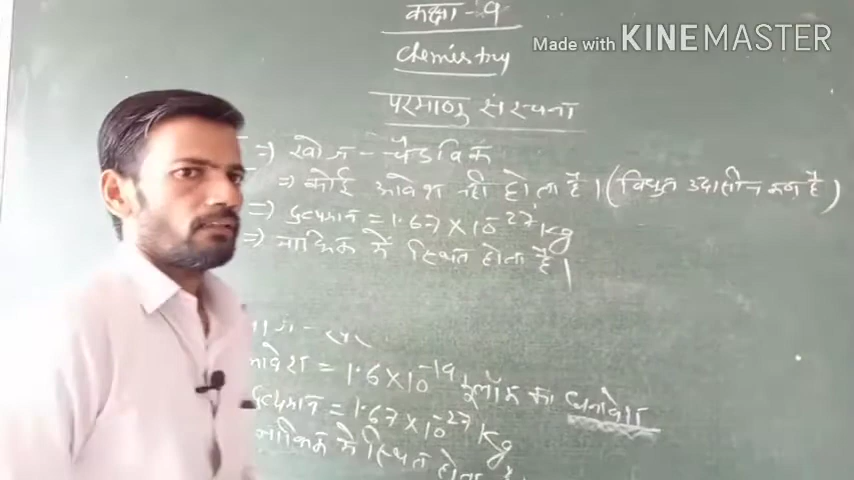 कक्षा - 9
Made with KINEMASTER
Chemistry
परमाणु संरचना
⇒ खोज - चैडविक
⇒ कोई आवेश नही होता है। (विधुत उदासीन कण है)
⇒ द्रव्यमान = 1.67 × 10⁻²⁷ kg
⇒ नाभिक में स्थित होता है।
आवेश = 1.6 × 10⁻¹⁹ कूलॉम का धनावेश
द्रव्यमान = 1.67 × 10⁻²⁷ kg
नाभिक में स्थित होता है